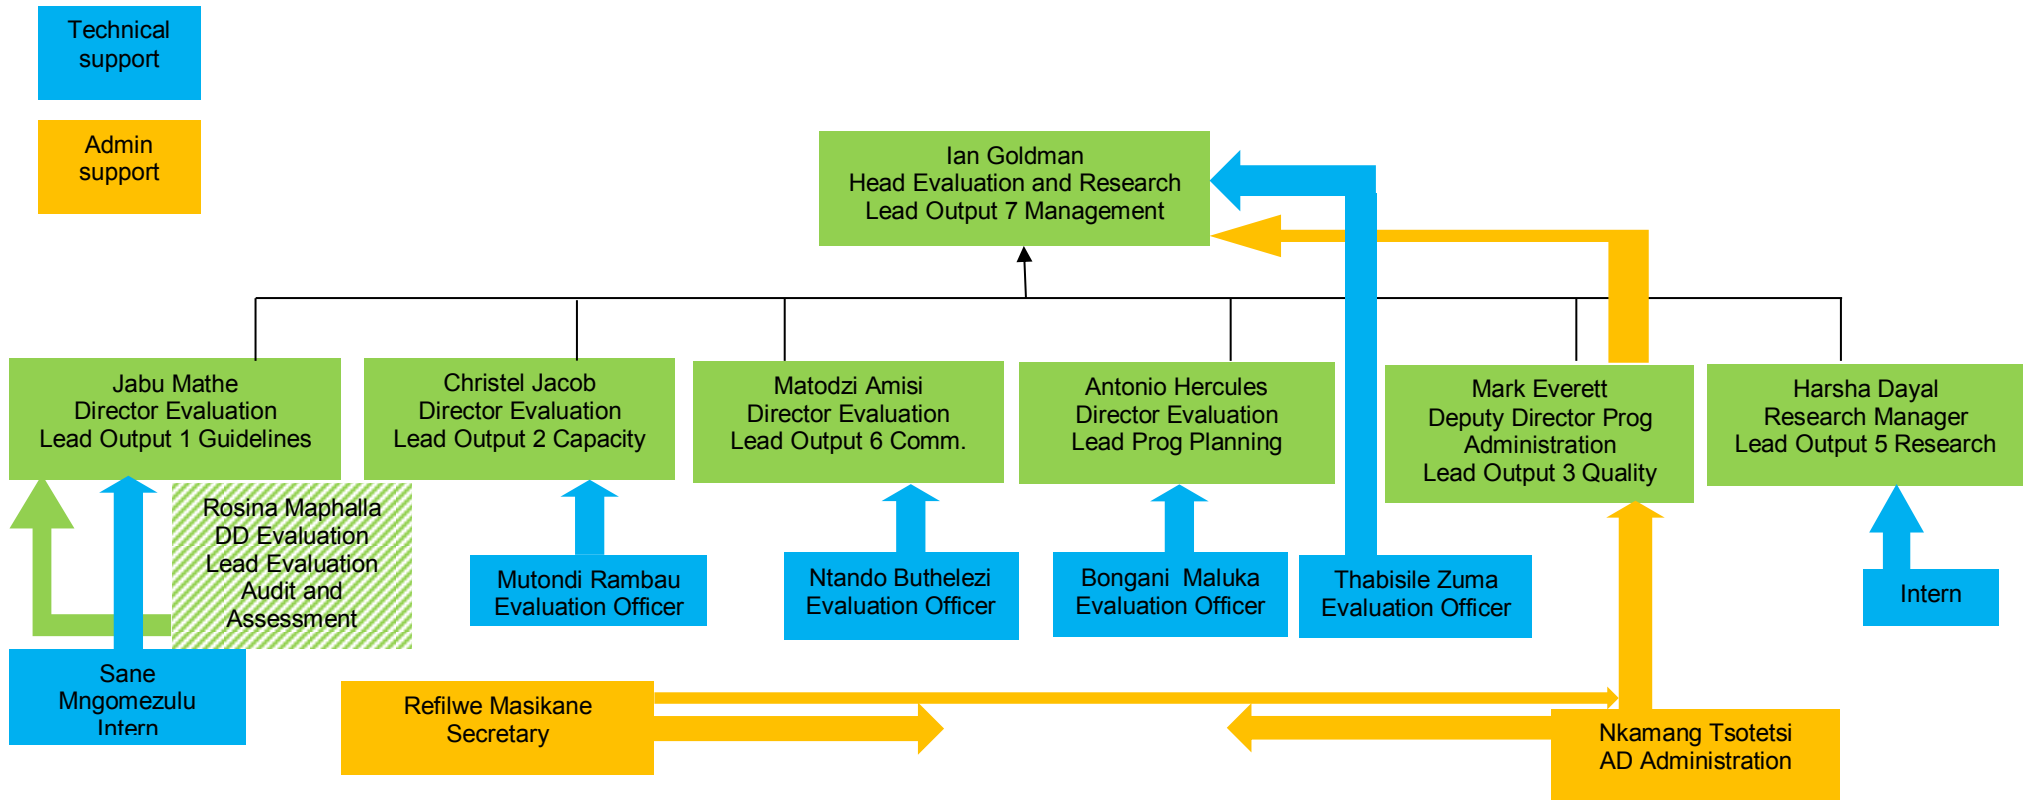 Technical
support
Admin
support
Ian Goldman
Head Evaluation and Research
Lead Output 7 Management
Jabu Mathe
Director Evaluation
Lead Output 1 Guidelines
Christel Jacob
Director Evaluation
Lead Output 2 Capacity
Matodzi Amisi
Director Evaluation
Lead Output 6 Comm.
Antonio Hercules
Director Evaluation
Lead Prog Planning
Mark Everett
Deputy Director Prog
Administration
Lead Output 3 Quality
Harsha Dayal
Research Manager
Lead Output 5 Research
Rosina Maphalla
DD Evaluation
Lead Evaluation
Audit and
Assessment
Mutondi Rambau
Evaluation Officer
Ntando Buthelezi
Evaluation Officer
Bongani  Maluka
Evaluation Officer
Thabisile Zuma
Evaluation Officer
Intern
Sane
Mngomezulu
Intern
Refilwe Masikane
Secretary
Nkamang Tsotetsi
AD Administration